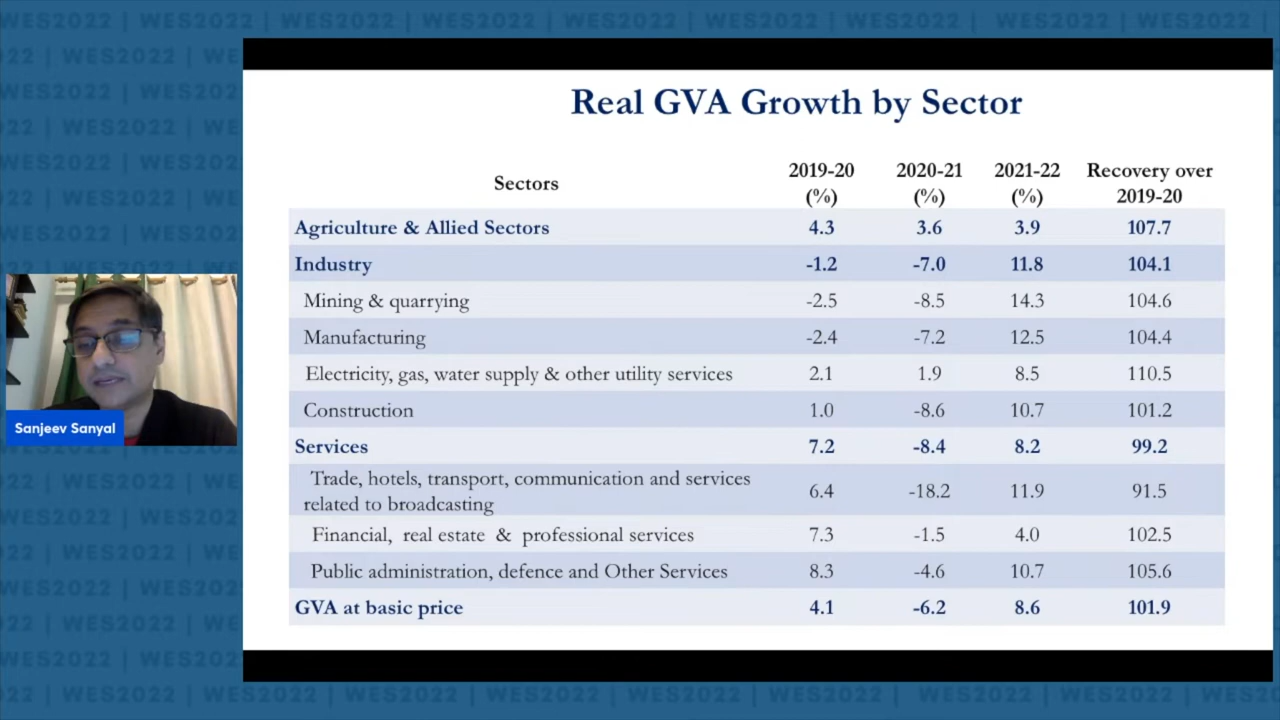 WES2022 | WES2022 | WES2022 | WES2022 | WES2022 | WES2022 | WES2022 | WES2022 | WES2022
Real GVA Growth by Sector
Sectors 2019-20 (%) 2020-21 (%) 2021-22 (%) Recovery over 2019-20
Agriculture & Allied Sectors 4.3 3.6 3.9 107.7
Industry -1.2 -7.0 11.8 104.1
Mining & quarrying -2.5 -8.5 14.3 104.6
Manufacturing -2.4 -7.2 12.5 104.4
Electricity, gas, water supply & other utility services 2.1 1.9 8.5 110.5
Construction 1.0 -8.6 10.7 101.2
Services 7.2 -8.4 8.2 99.2
Trade, hotels, transport, communication and services
related to broadcasting 6.4 -18.2 11.9 91.5
Financial, real estate & professional services 7.3 -1.5 4.0 102.5
Public administration, defence and Other Services 8.3 -4.6 10.7 105.6
GVA at basic price 4.1 -6.2 8.6 101.9
Sanjeev Sanyal